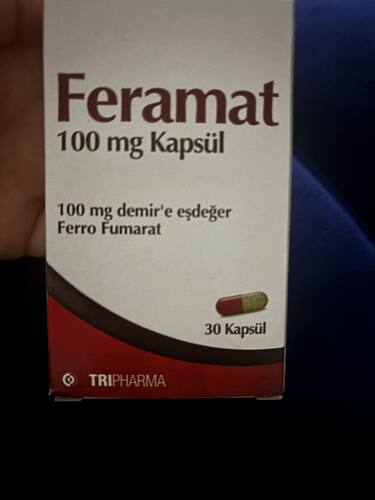 Feramat
100 mg Kapsül
100 mg demir'e eşdeğer
Ferro Fumarat
30 Kapsül
TRIPHARMA